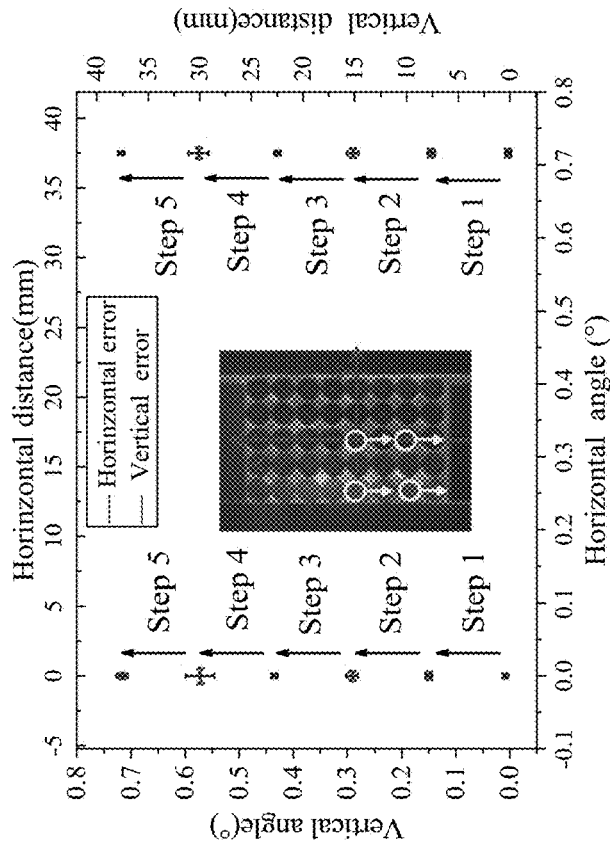 Horinzontal distance(mm)
-5 0 5 10 15 20 25 30 35 40
Horinzontal error
Vertical error
0.8 0.7 0.6 0.5 0.4 0.3 0.2 0.1 0.0
Vertical angle(°)
Step 5
Step 4
Step 3
Step 2
Step 1
Step 5
Step 4
Step 3
Step 2
Step 1
35 30 25 20 15 10 5 0
Vertical distance(mm)
-0.1 0.0 0.1 0.2 0.3 0.4 0.5 0.6 0.7 0.8
Horizontal angle (°)